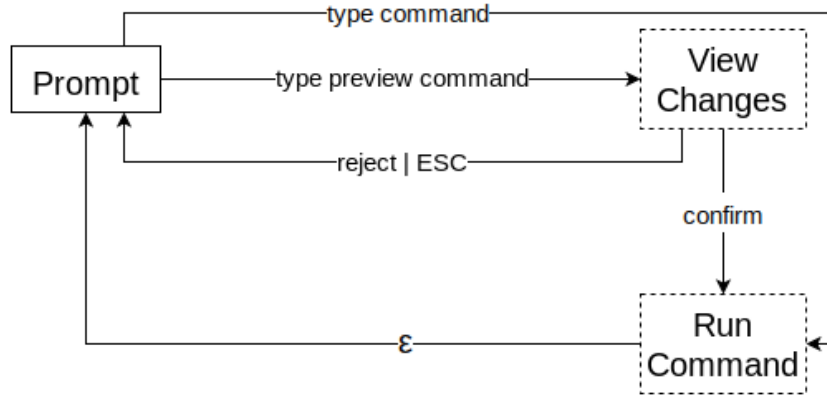 type command
Prompt
type preview command
View
Changes
reject | ESC
confirm
ε
Run
Command